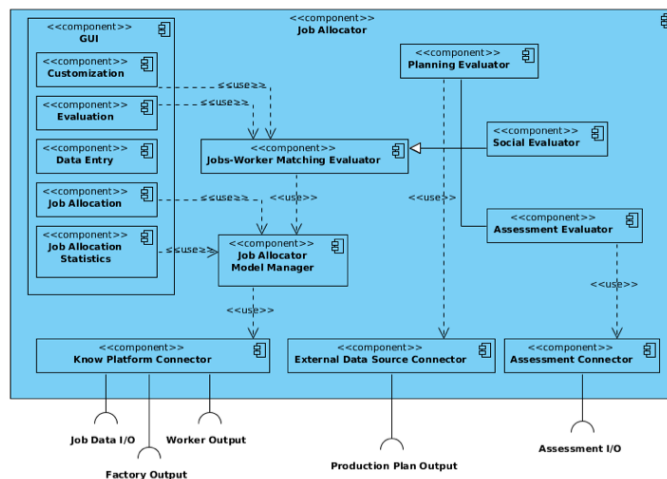 <<component>>
Job Allocator
<<component>>
GUI
<<component>>
Customization
<<component>>
Evaluation
<<component>>
Data Entry
<<component>>
Job Allocation
<<component>>
Job Allocation
Statistics
<<use>>
<<use>>
<<use>>
<<use>>
<<component>>
Planning Evaluator
<<use>>
<<component>>
Jobs-Worker Matching Evaluator
<<component>>
Social Evaluator
<<use>>
<<use>>
<<component>>
Assessment Evaluator
<<component>>
Job Allocator
Model Manager
<<use>>
<<use>>
<<component>>
Know Platform Connector
<<component>>
External Data Source Connector
<<component>>
Assessment Connector
Job Data I/O
Worker Output
Factory Output
Production Plan Output
Assessment I/O